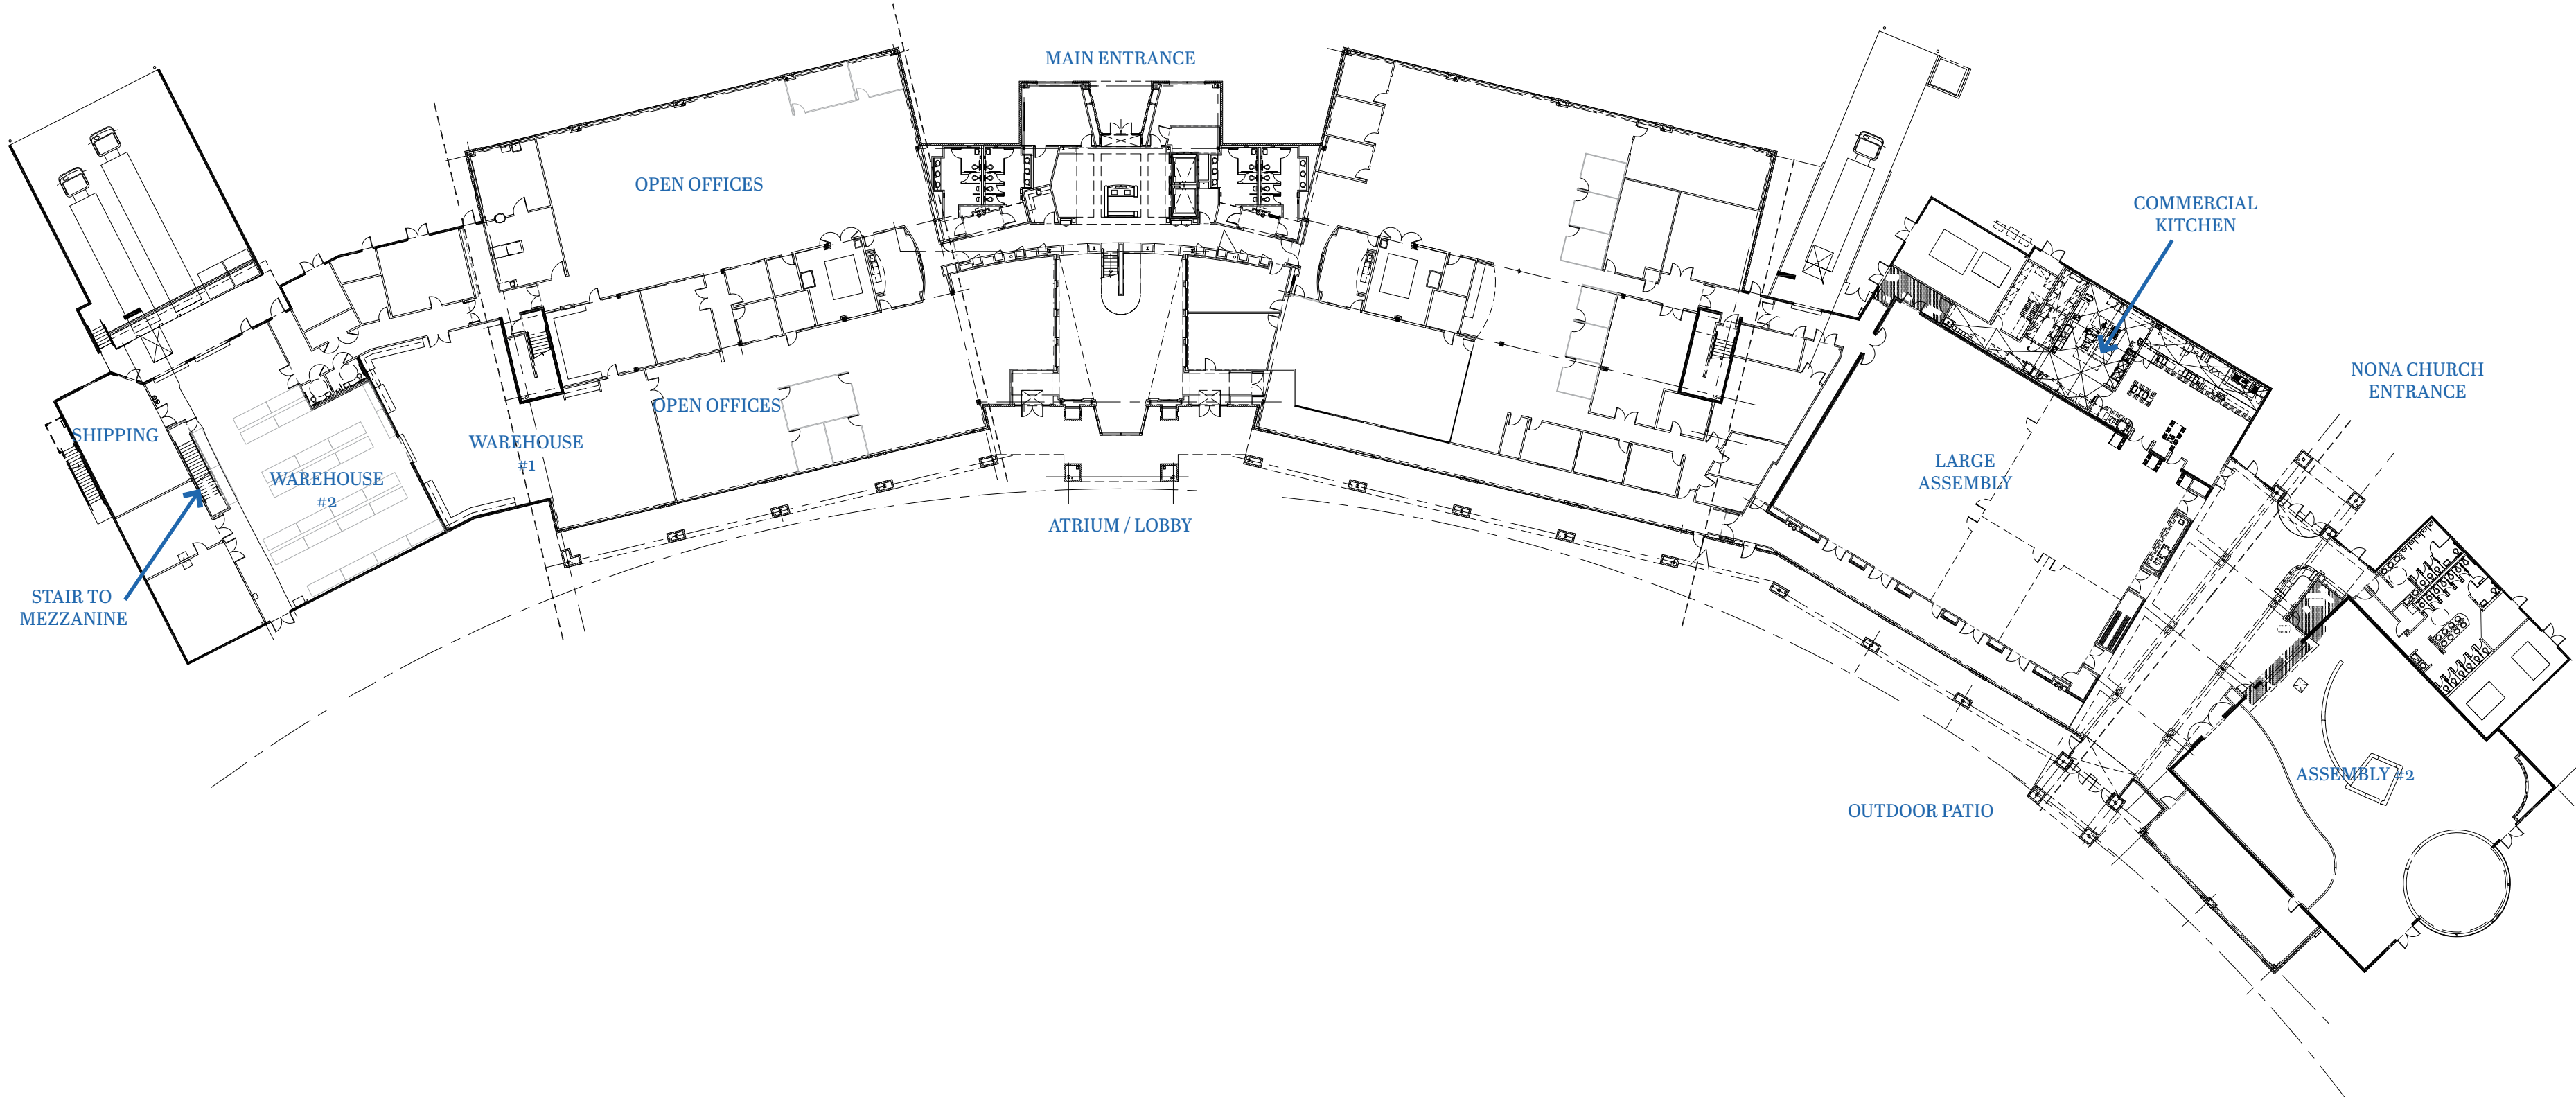 MAIN ENTRANCE
OPEN OFFICES
COMMERCIAL
KITCHEN
NONA CHURCH
ENTRANCE
OPEN OFFICES
SHIPPING
WAREHOUSE
#1
WAREHOUSE
#2
LARGE
ASSEMBLY
ATRIUM / LOBBY
STAIR TO
MEZZANINE
ASSEMBLY #2
OUTDOOR PATIO